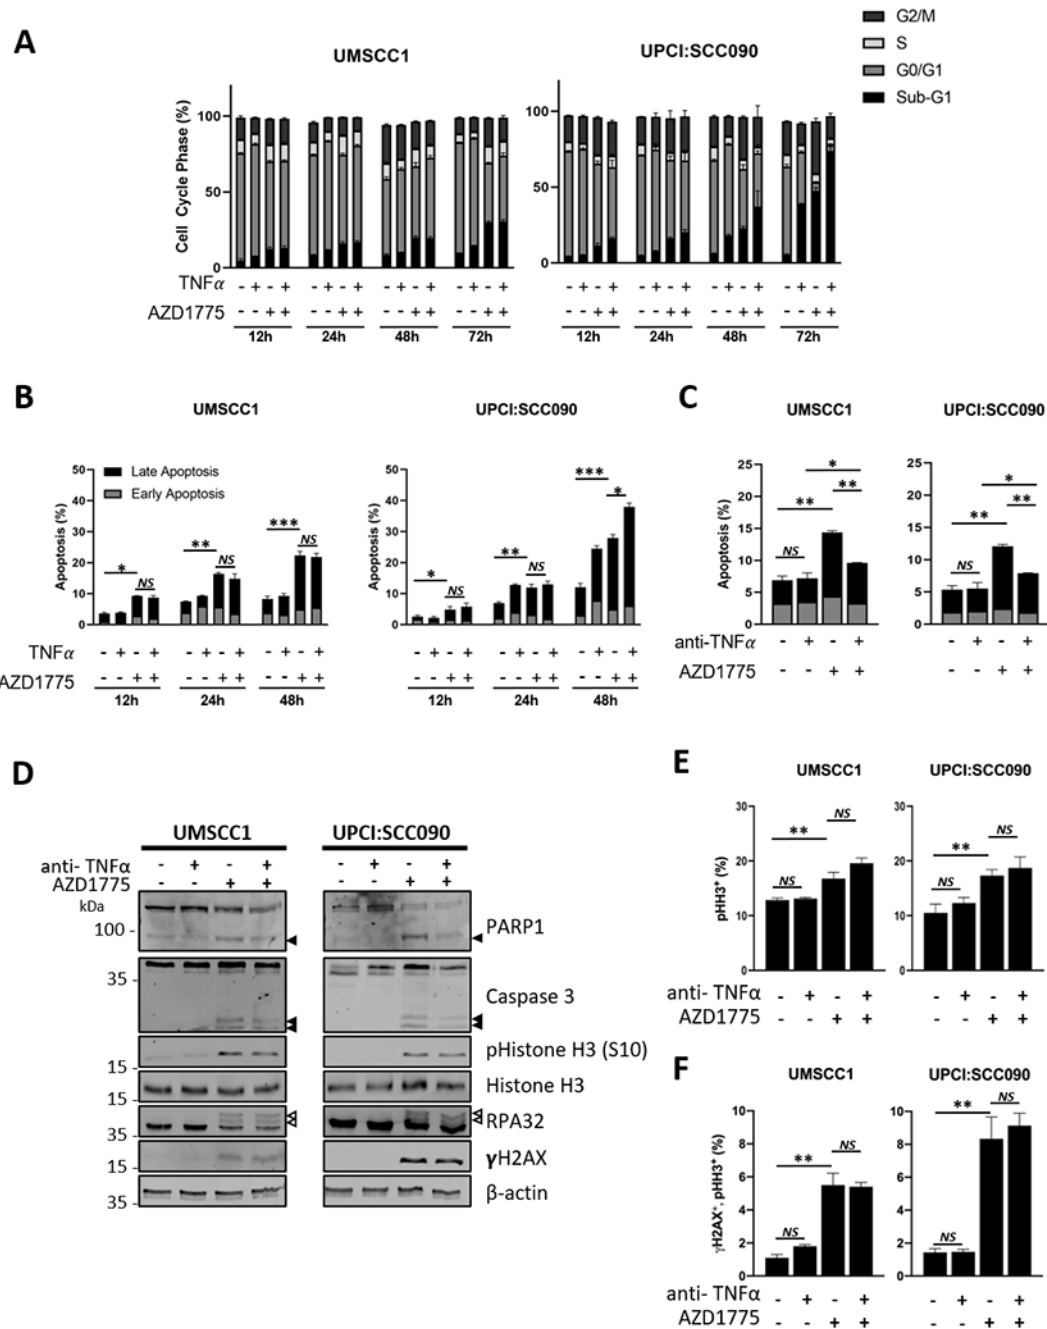 A
UMSCC1
UPCI:SCC090
G2/M
S
G0/G1
Sub-G1
Cell Cycle Phase (%)
100
50
0
100
50
0
TNFα - + - + - + - + - + - + - + - + - + - + - + - + - + - + - + - +
AZD1775 - - + + - - + + - - + + - - + + - - + + - - + + - - + + - - + +
12h 24h 48h 72h 12h 24h 48h 72h
B
UMSCC1
UPCI:SCC090
Late Apoptosis
Early Apoptosis
Apoptosis (%)
50
40
30
20
10
0
* NS ** NS *** NS
Apoptosis (%)
50
40
30
20
10
0
* NS ** NS *** *
TNFα - + - + - + - + - + - + - + - + - + - + - + - +
AZD1775 - - + + - - + + - - + + - - + + - - + + - - + +
12h 24h 48h 12h 24h 48h
C
UMSCC1
UPCI:SCC090
Apoptosis (%)
25
20
15
10
5
0
NS ** ** *
25
20
15
10
5
0
NS ** ** *
anti-TNFα - + - + - + - +
AZD1775 - - + + - - + +
D
UMSCC1 UPCI:SCC090
anti- TNFα - + - + - + - +
AZD1775 - - + + - - + +
kDa
100 - PARP1
35 - Caspase 3
pHistone H3 (S10)
15 - Histone H3
35 - RPA32
15 - γH2AX
35 - β-actin
E
UMSCC1
UPCI:SCC090
pHH3⁺ (%)
30
20
10
0
NS ** NS
30
20
10
0
NS ** NS
anti- TNFα - + - + - + - +
AZD1775 - - + + - - + +
F
UMSCC1
UPCI:SCC090
γH2AX⁺, pHH3⁺ (%)
10
8
6
4
2
0
NS ** NS
10
8
6
4
2
0
NS ** NS
anti- TNFα - + - + - + - +
AZD1775 - - + + - - + +